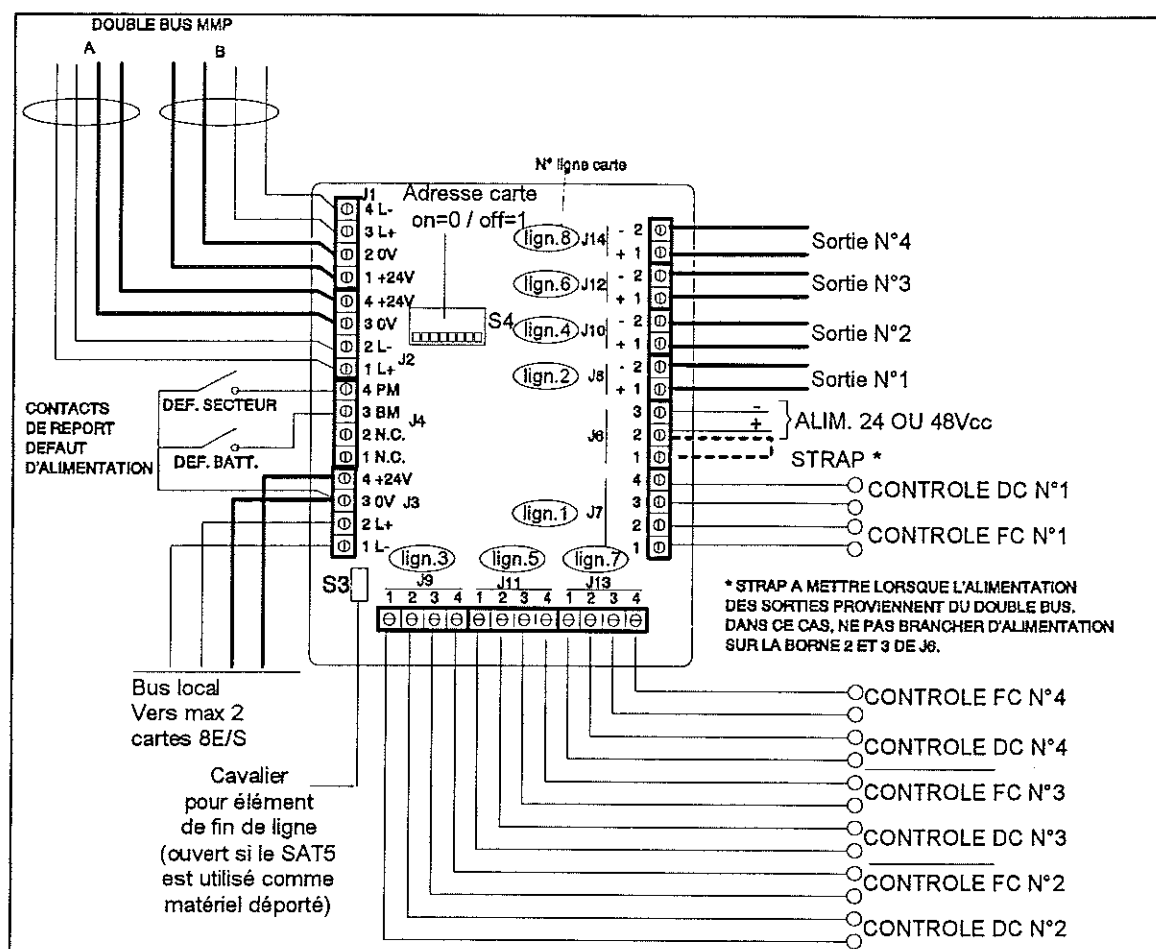 DOUBLE BUS MMP
A
B
N° ligne carte
J1
Adresse carte
on=0 / off=1
4 L-
3 L+
2 0V
1 +24V
4 +24V
3 0V
2 L-
1 L+
J2
S4
lign.8
J14
- 2
+ 1
Sortie N°4
lign.6
J12
- 2
+ 1
Sortie N°3
lign.4
J10
- 2
+ 1
Sortie N°2
lign.2
J8
- 2
+ 1
Sortie N°1
CONTACTS
DE REPORT
DEFAUT
D'ALIMENTATION
DEF. SECTEUR
DEF. BATT.
4 PM
3 BM
2 N.C.
1 N.C.
J4
J6
3
2
1
-
+
ALIM. 24 OU 48Vcc
STRAP *
4 +24V
3 0V
2 L+
1 L-
J3
lign.1
J7
4
3
2
1
CONTROLE DC N°1
CONTROLE FC N°1
S3
lign.3
lign.5
lign.7
J9
J11
J13
1 2 3 4 1 2 3 4 1 2 3 4
* STRAP A METTRE LORSQUE L'ALIMENTATION
DES SORTIES PROVIENNENT DU DOUBLE BUS.
DANS CE CAS, NE PAS BRANCHER D'ALIMENTATION
SUR LA BORNE 2 ET 3 DE J6.
Bus local
Vers max 2
cartes 8E/S
Cavalier
pour élément
de fin de ligne
(ouvert si le SAT5
est utilisé comme
matériel déporté)
CONTROLE FC N°4
CONTROLE DC N°4
CONTROLE FC N°3
CONTROLE DC N°3
CONTROLE FC N°2
CONTROLE DC N°2